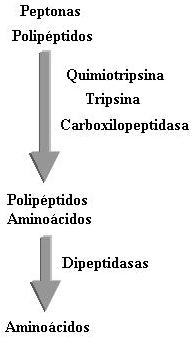 Peptonas
Polipéptidos
Quimiotripsina
Tripsina
Carboxilopeptidasa
Polipéptidos
Aminoácidos
Dipeptidasas
Aminoácidos